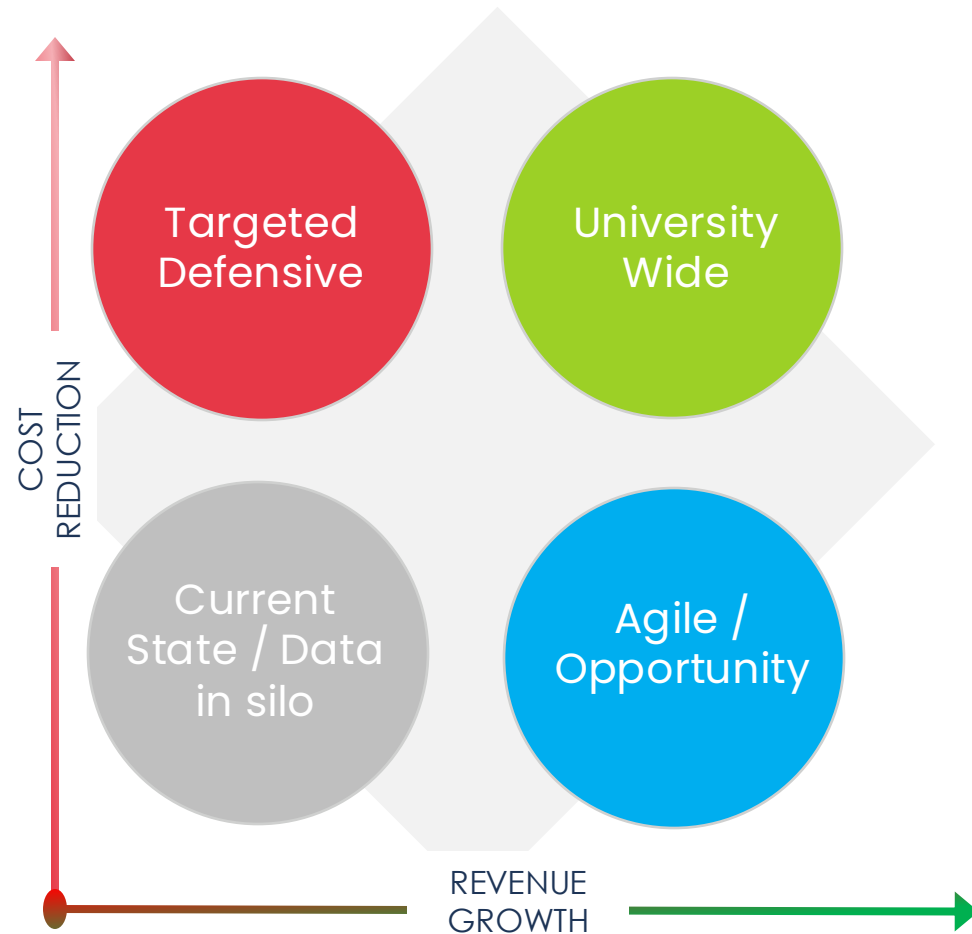 Targeted
Defensive
University
Wide
COST
REDUCTION
Current
State / Data
in silo
Agile /
Opportunity
REVENUE
GROWTH